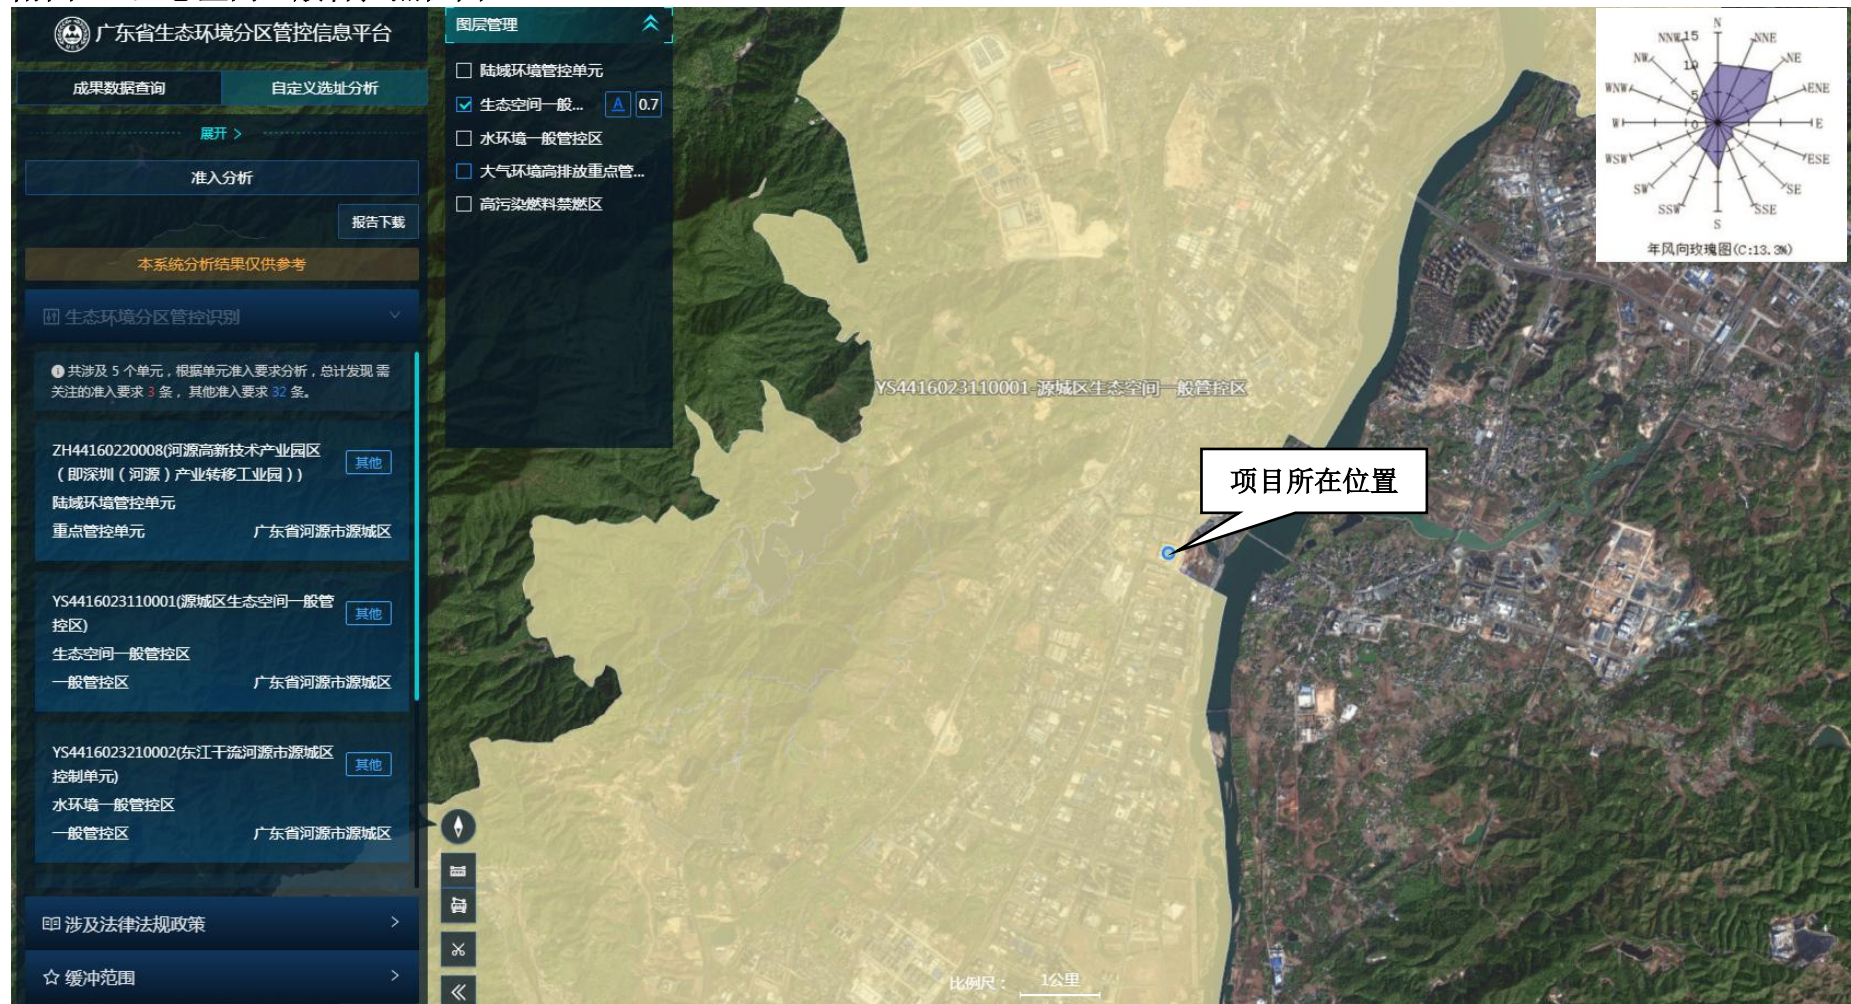 广东省生态环境分区管控信息平台
成果数据查询
自定义选址分析
展开 >
准入分析
报告下载
本系统分析结果仅供参考
生态环境分区管控识别
共涉及 5 个单元，根据单元准入要求分析，总计发现 需
关注的准入要求 3 条， 其他准入要求 32 条。
ZH44160220008(河源高新技术产业园区
（即深圳（河源）产业转移工业园）)
其他
陆域环境管控单元
重点管控单元
广东省河源市源城区
YS4416023110001(源城区生态空间一般管
控区)
其他
生态空间一般管控区
一般管控区
广东省河源市源城区
YS4416023210002(东江干流河源市源城区
控制单元)
其他
水环境一般管控区
一般管控区
广东省河源市源城区
涉及法律法规政策
缓冲范围
图层管理
陆域环境管控单元
生态空间一般... A 0.7
水环境一般管控区
大气环境高排放重点管...
高污染燃料禁燃区
YS4416023110001-源城区生态空间一般管控区
项目所在位置
比例尺： 1公里
N
NNW 15 NNE
NW 10 NE
WNW 5 ENE
W 0 E
WSW ESE
SW SE
SSW SSE
S
年风向玫瑰图(C:13.3%)